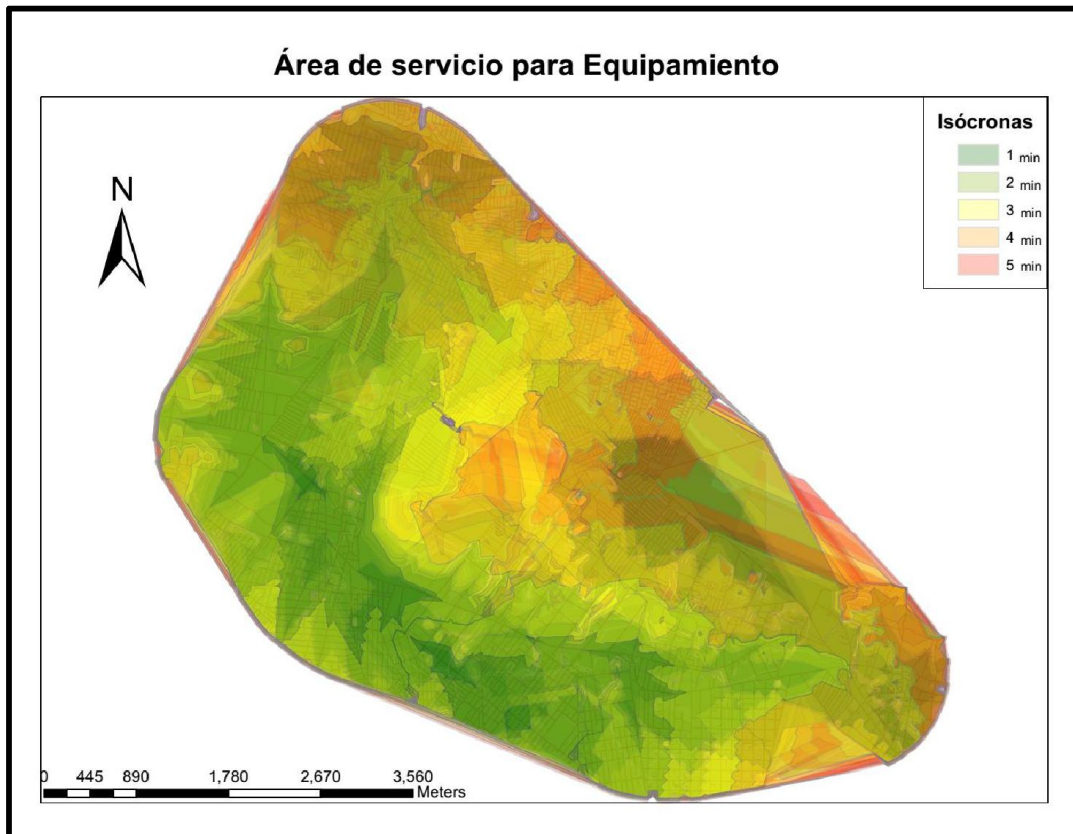 Área de servicio para Equipamiento
N
Isócronas
1 min
2 min
3 min
4 min
5 min
0 445 890 1,780 2,670 3,560
Meters